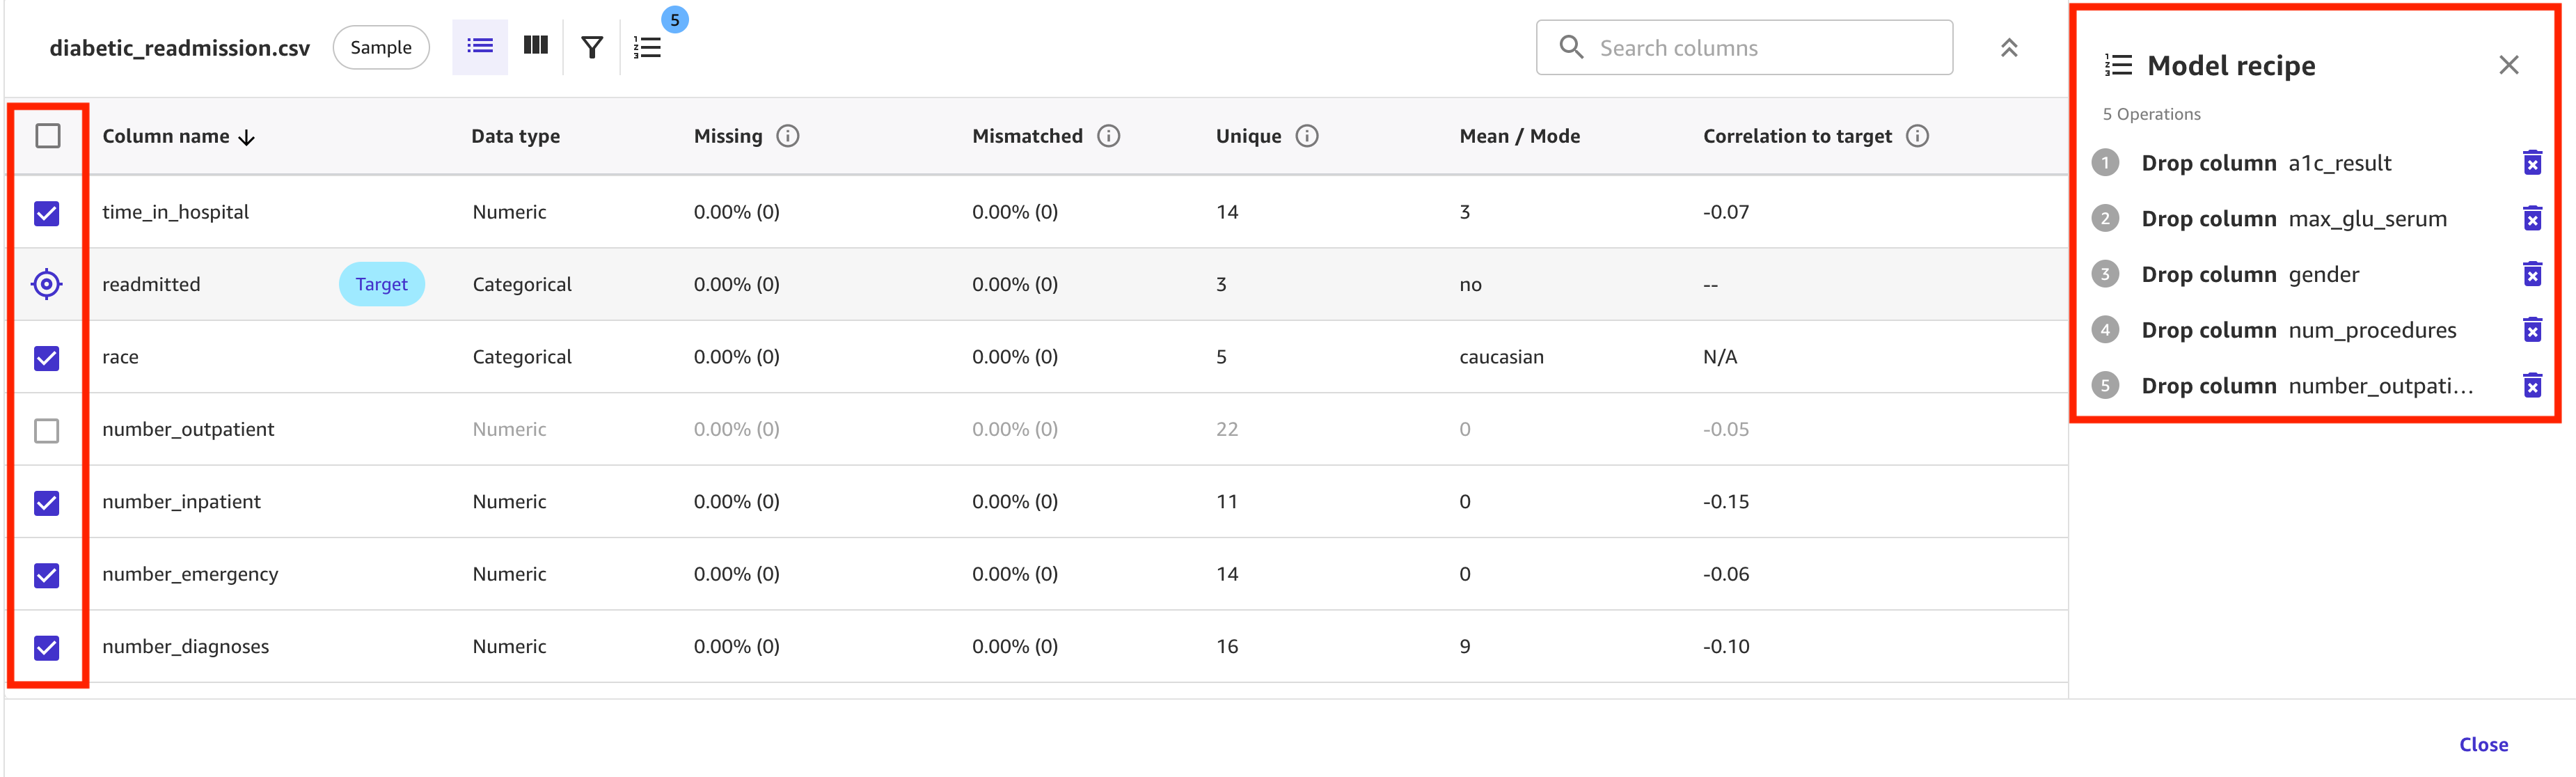 diabetic_readmission.csv Sample 5 Search columns
Column name Data type Missing Mismatched Unique Mean / Mode Correlation to target
time_in_hospital Numeric 0.00% (0) 0.00% (0) 14 3 -0.07
readmitted Target Categorical 0.00% (0) 0.00% (0) 3 no --
race Categorical 0.00% (0) 0.00% (0) 5 caucasian N/A
number_outpatient Numeric 0.00% (0) 0.00% (0) 22 0 -0.05
number_inpatient Numeric 0.00% (0) 0.00% (0) 11 0 -0.15
number_emergency Numeric 0.00% (0) 0.00% (0) 14 0 -0.06
number_diagnoses Numeric 0.00% (0) 0.00% (0) 16 9 -0.10
Model recipe
5 Operations
1 Drop column a1c_result
2 Drop column max_glu_serum
3 Drop column gender
4 Drop column num_procedures
5 Drop column number_outpati...
Close